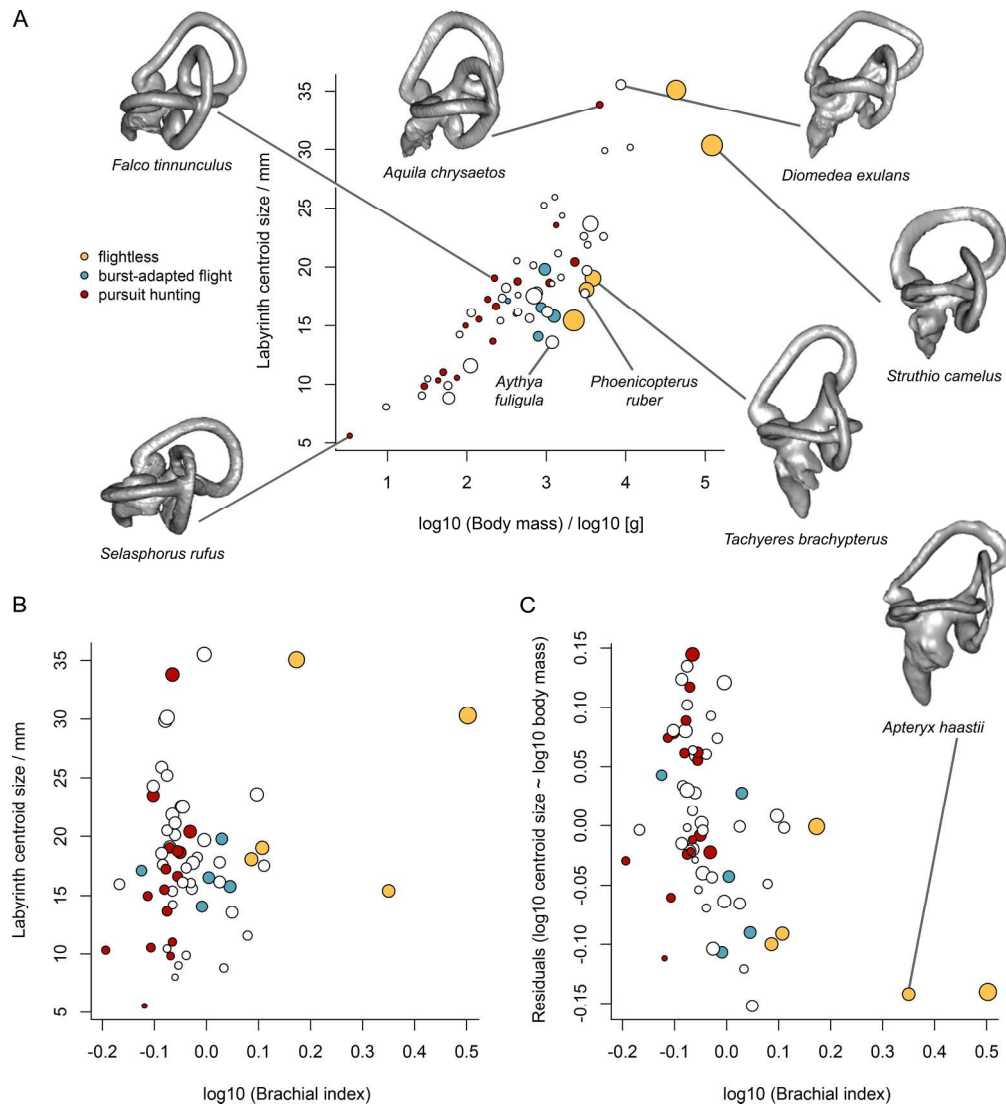 A
Falco tinnunculus
Aquila chrysaetos
Diomedea exulans
flightless
burst-adapted flight
pursuit hunting
Labyrinth centroid size / mm
35
30
25
20
15
10
5
Aythya
fuligula
Phoenicopterus
ruber
Struthio camelus
1 2 3 4 5
log10 (Body mass) / log10 [g]
Selasphorus rufus
Tachyeres brachypterus
B
Labyrinth centroid size / mm
35
30
25
20
15
10
5
-0.2 -0.1 0.0 0.1 0.2 0.3 0.4 0.5
log10 (Brachial index)
C
Residuals (log10 centroid size ~ log10 body mass)
0.15
0.10
0.05
0.00
-0.05
-0.10
-0.15
Apteryx haastii
-0.2 -0.1 0.0 0.1 0.2 0.3 0.4 0.5
log10 (Brachial index)